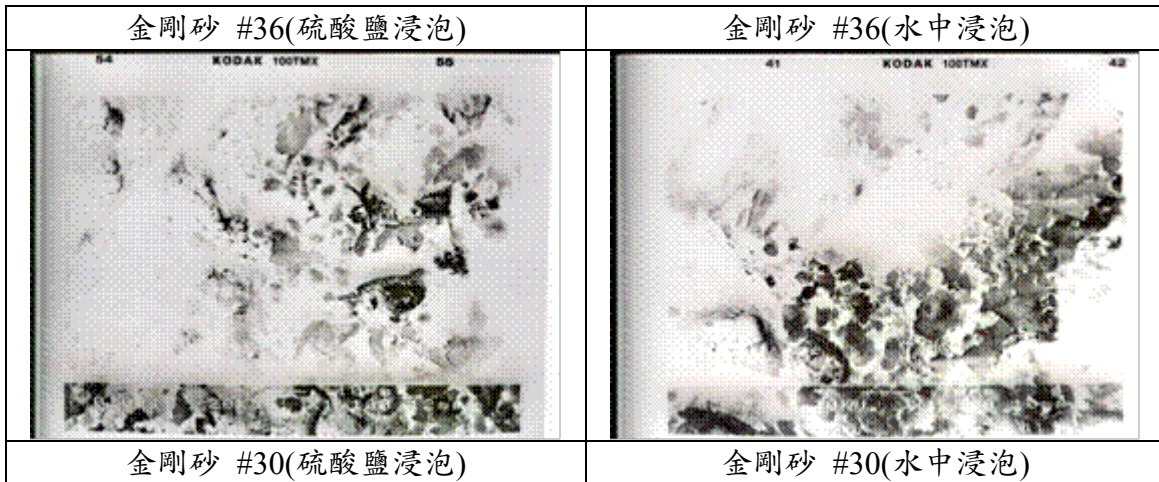 金剛砂 #36(硫酸鹽浸泡)
金剛砂 #36(水中浸泡)
54 KODAK 100TMX 55
41 KODAK 100TMX 42
金剛砂 #30(硫酸鹽浸泡)
金剛砂 #30(水中浸泡)